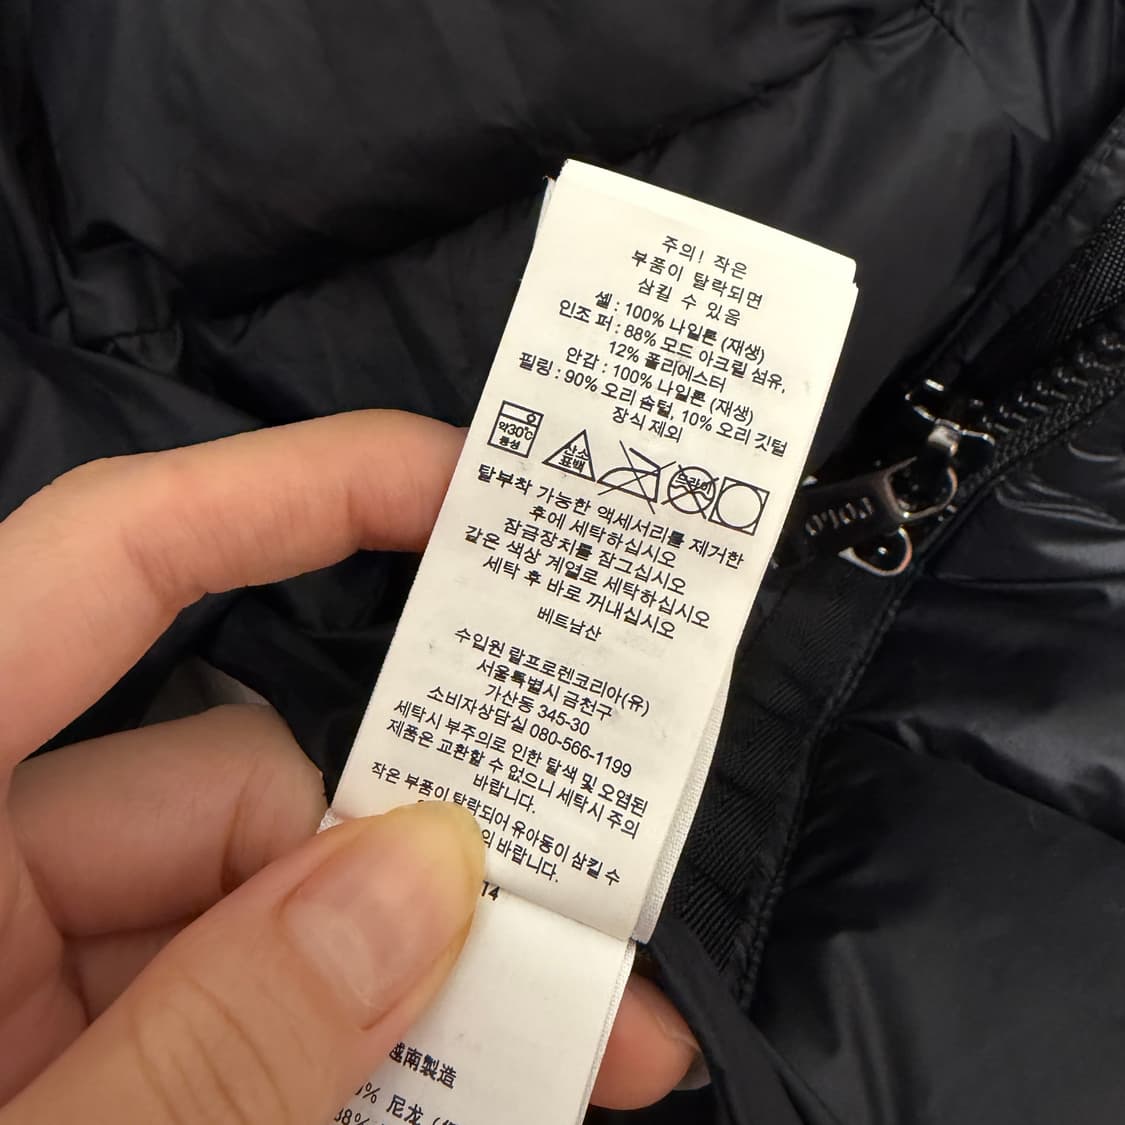 주의! 작은
부품이 탈락되면
삼킬 수 있음
셸 : 100% 나일론 (재생)
인조 퍼 : 88% 모드 아크릴 섬유,
12% 폴리에스터
안감 : 100% 나일론 (재생)
필링 : 90% 오리 솜털, 10% 오리 깃털
장식 제외
약30℃
중성
산소
표백
드라이
탈부착 가능한 액세서리를 제거한
후에 세탁하십시오
잠금장치를 잠그십시오
같은 색상 계열로 세탁하십시오
세탁 후 바로 꺼내십시오
베트남산
수입원 랄프로렌코리아(유)
서울특별시 금천구
가산동 345-30
소비자상담실 080-566-1199
세탁시 부주의로 인한 탈색 및 오염된
제품은 교환할 수 없으니 세탁시 주의
바랍니다.
작은 부품이 탈락되어 유아동이 삼킬 수
바랍니다.
14
POLO
越南製造
% 尼龙
88%